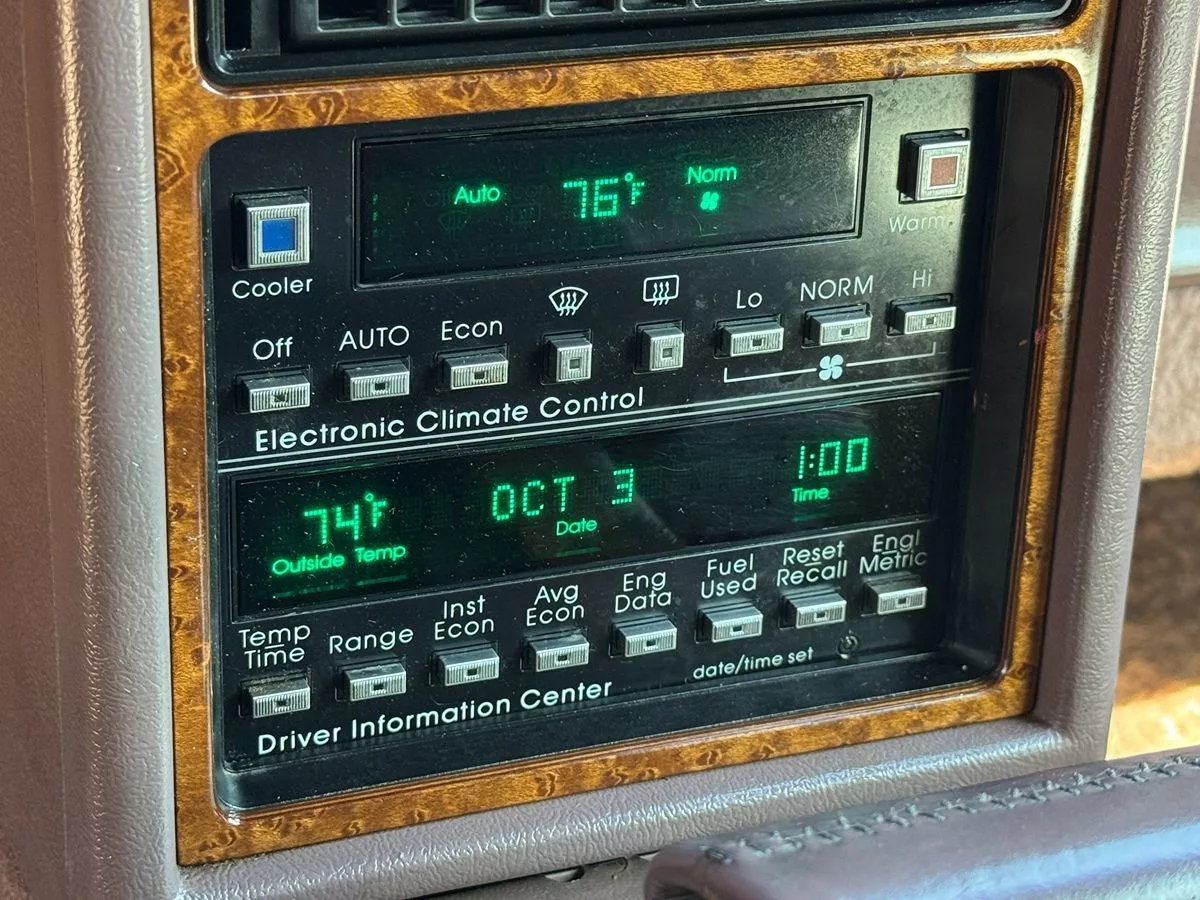 Auto 76°F Norm
Cooler
Warm
Off AUTO Econ Lo NORM Hi
Electronic Climate Control
74°F OCT 3 1:00
Outside Temp Date Time
Temp Time
Range
Inst Econ
Avg Econ
Eng Data
Fuel Used
Reset Recall
Engl Metric
date/time set
Driver Information Center